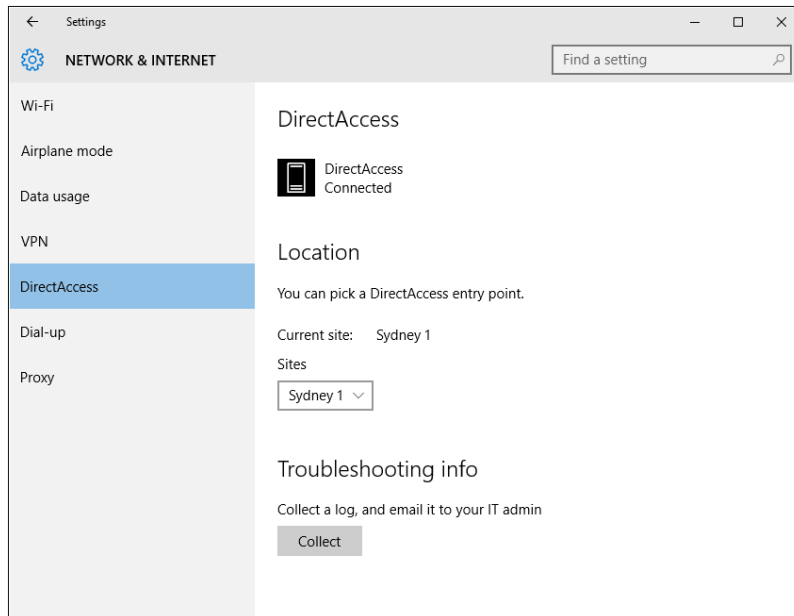 Settings
NETWORK & INTERNET
Find a setting
Wi-Fi
Airplane mode
Data usage
VPN
DirectAccess
Dial-up
Proxy
DirectAccess
DirectAccess
Connected
Location
You can pick a DirectAccess entry point.
Current site: Sydney 1
Sites
Sydney 1
Troubleshooting info
Collect a log, and email it to your IT admin
Collect